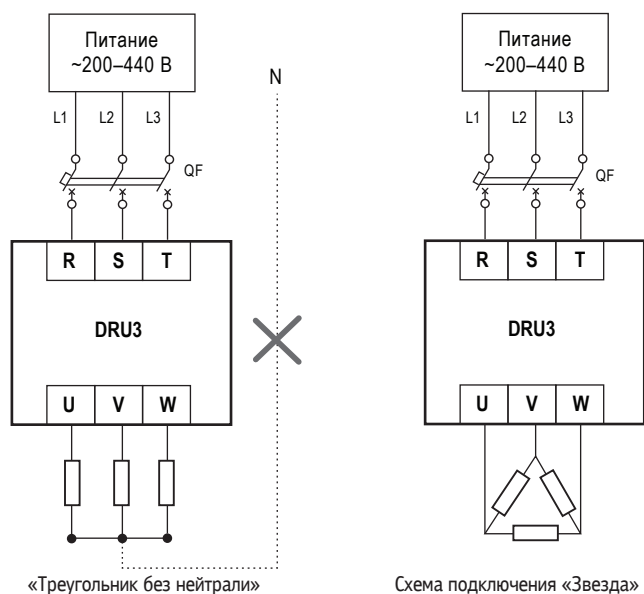 Питание
~200–440 В
N
L1 L2 L3
QF
R S T
DRU3
U V W
«Треугольник без нейтрали»
Питание
~200–440 В
L1 L2 L3
QF
R S T
DRU3
U V W
Схема подключения «Звезда»